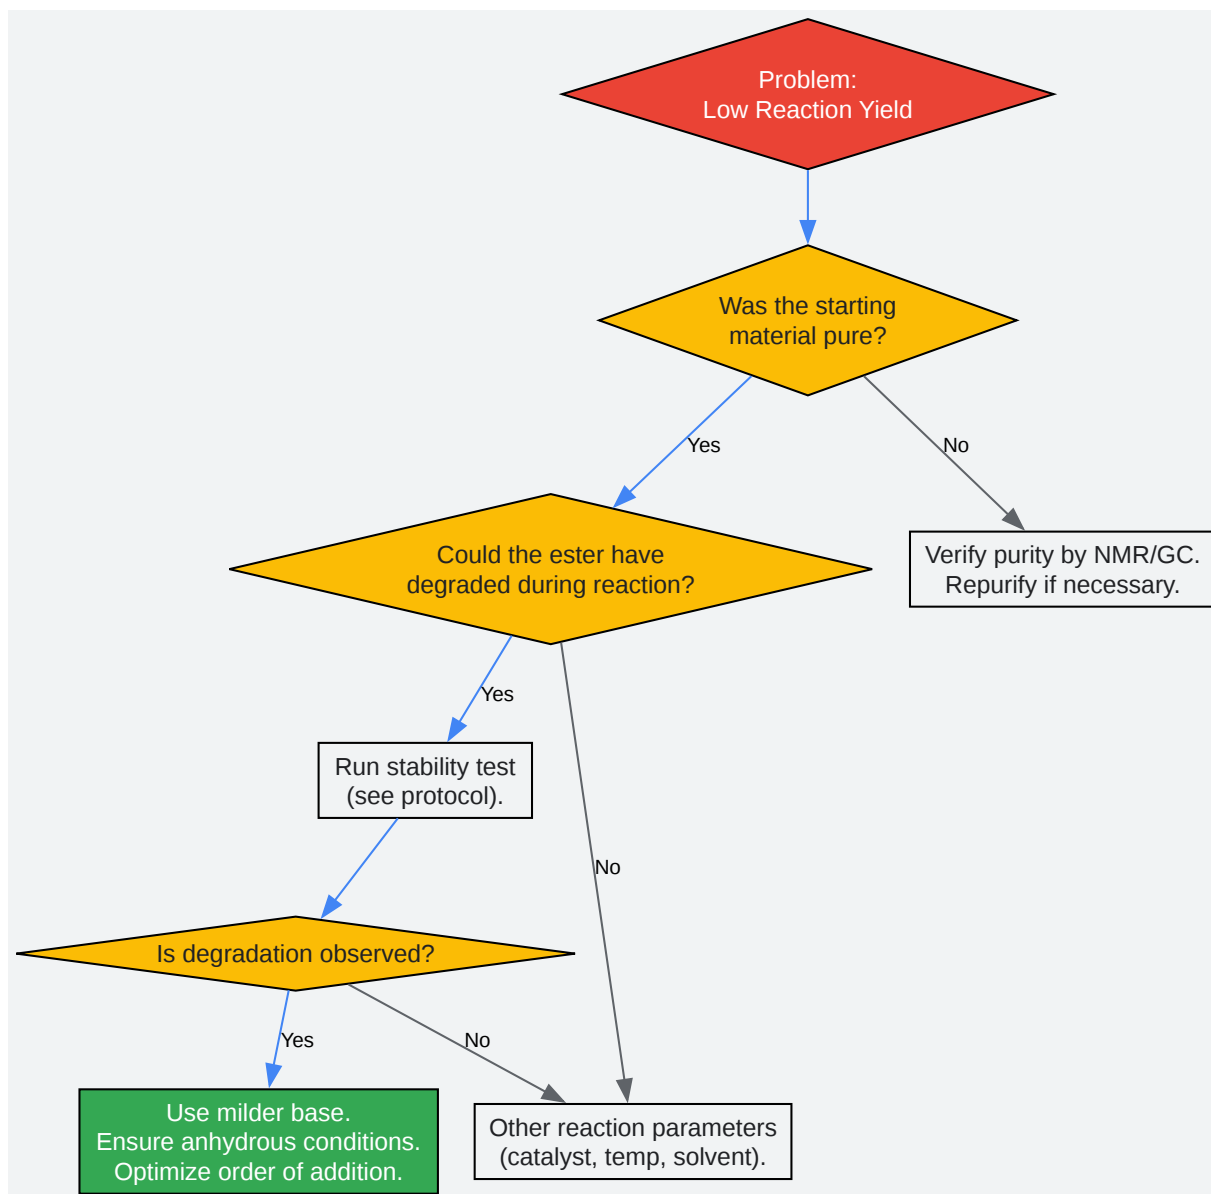 Problem:
Low Reaction Yield
Was the starting
material pure?
Yes
No
Could the ester have
degraded during reaction?
Verify purity by NMR/GC.
Repurify if necessary.
Yes
Run stability test
(see protocol).
No
Is degradation observed?
Yes
No
Use milder base.
Ensure anhydrous conditions.
Optimize order of addition.
Other reaction parameters
(catalyst, temp, solvent).